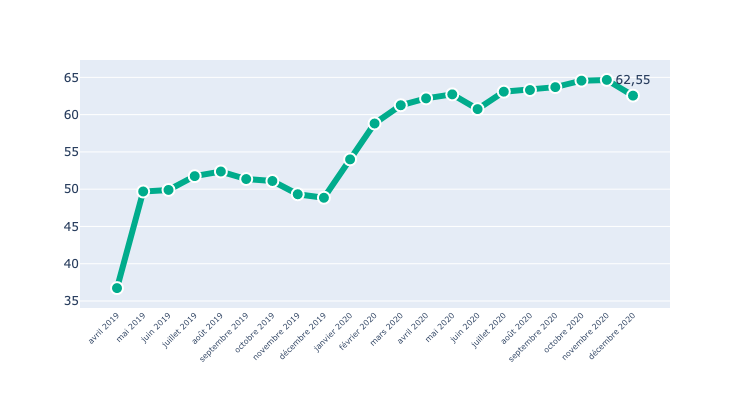 65
60
55
50
45
40
35
62,55
avril 2019
mai 2019
juin 2019
juillet 2019
août 2019
septembre 2019
octobre 2019
novembre 2019
décembre 2019
janvier 2020
février 2020
mars 2020
avril 2020
mai 2020
juin 2020
juillet 2020
août 2020
septembre 2020
octobre 2020
novembre 2020
décembre 2020